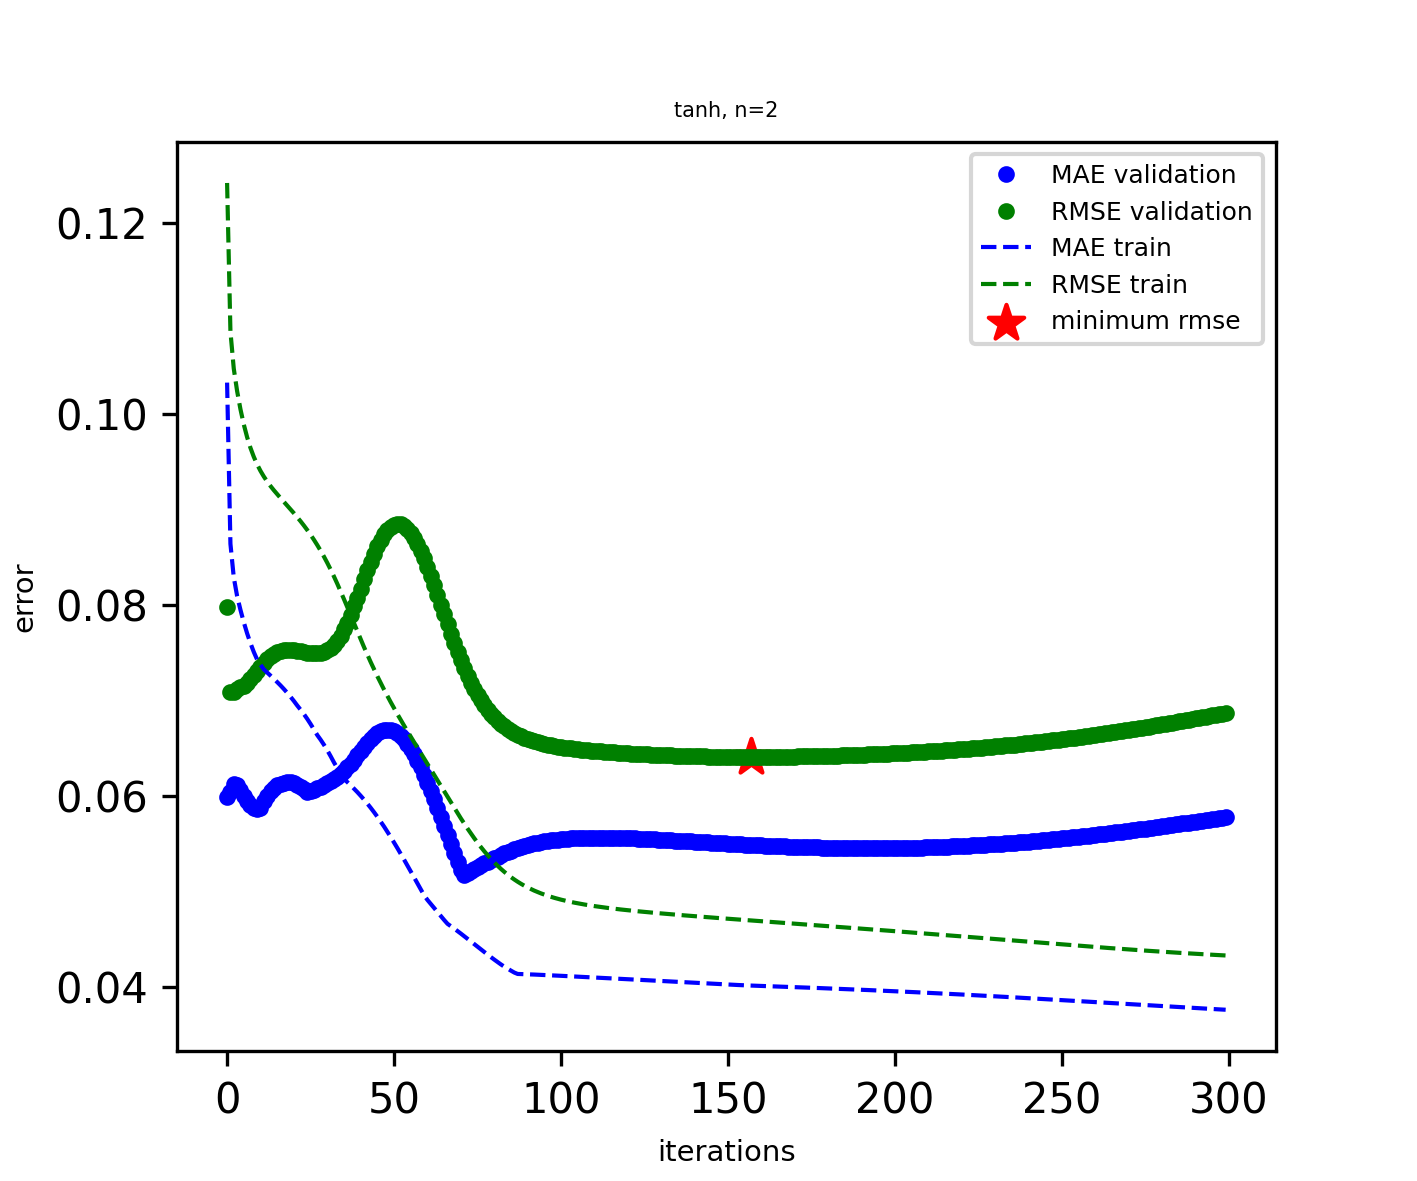 tanh, n=2
MAE validation
RMSE validation
MAE train
RMSE train
minimum rmse
0.12
0.10
0.08
0.06
0.04
error
0 50 100 150 200 250 300
iterations